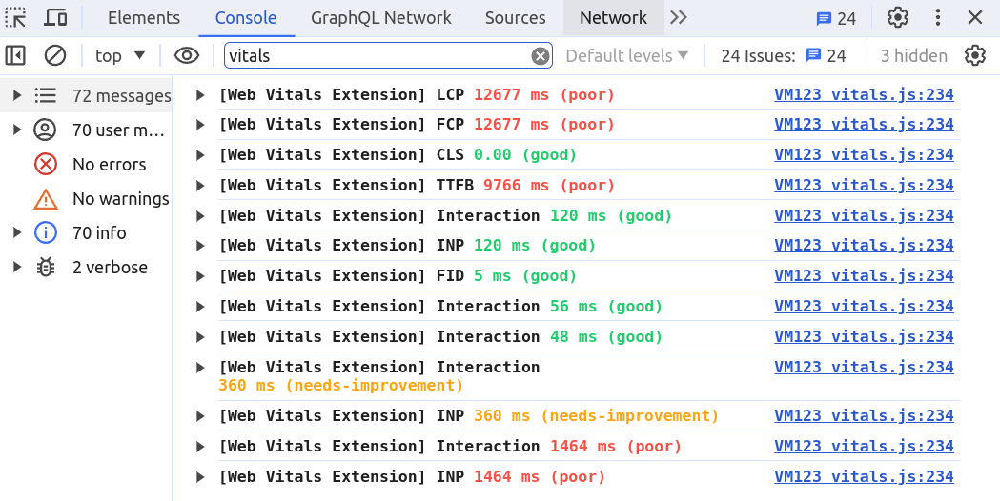 Elements Console GraphQL Network Sources Network 24
top vitals Default levels 24 Issues: 24 3 hidden
72 messages
70 user m...
No errors
No warnings
70 info
2 verbose
[Web Vitals Extension] LCP 12677 ms (poor) VM123 vitals.js:234
[Web Vitals Extension] FCP 12677 ms (poor) VM123 vitals.js:234
[Web Vitals Extension] CLS 0.00 (good) VM123 vitals.js:234
[Web Vitals Extension] TTFB 9766 ms (poor) VM123 vitals.js:234
[Web Vitals Extension] Interaction 120 ms (good) VM123 vitals.js:234
[Web Vitals Extension] INP 120 ms (good) VM123 vitals.js:234
[Web Vitals Extension] FID 5 ms (good) VM123 vitals.js:234
[Web Vitals Extension] Interaction 56 ms (good) VM123 vitals.js:234
[Web Vitals Extension] Interaction 48 ms (good) VM123 vitals.js:234
[Web Vitals Extension] Interaction VM123 vitals.js:234
360 ms (needs-improvement)
[Web Vitals Extension] INP 360 ms (needs-improvement) VM123 vitals.js:234
[Web Vitals Extension] Interaction 1464 ms (poor) VM123 vitals.js:234
[Web Vitals Extension] INP 1464 ms (poor) VM123 vitals.js:234